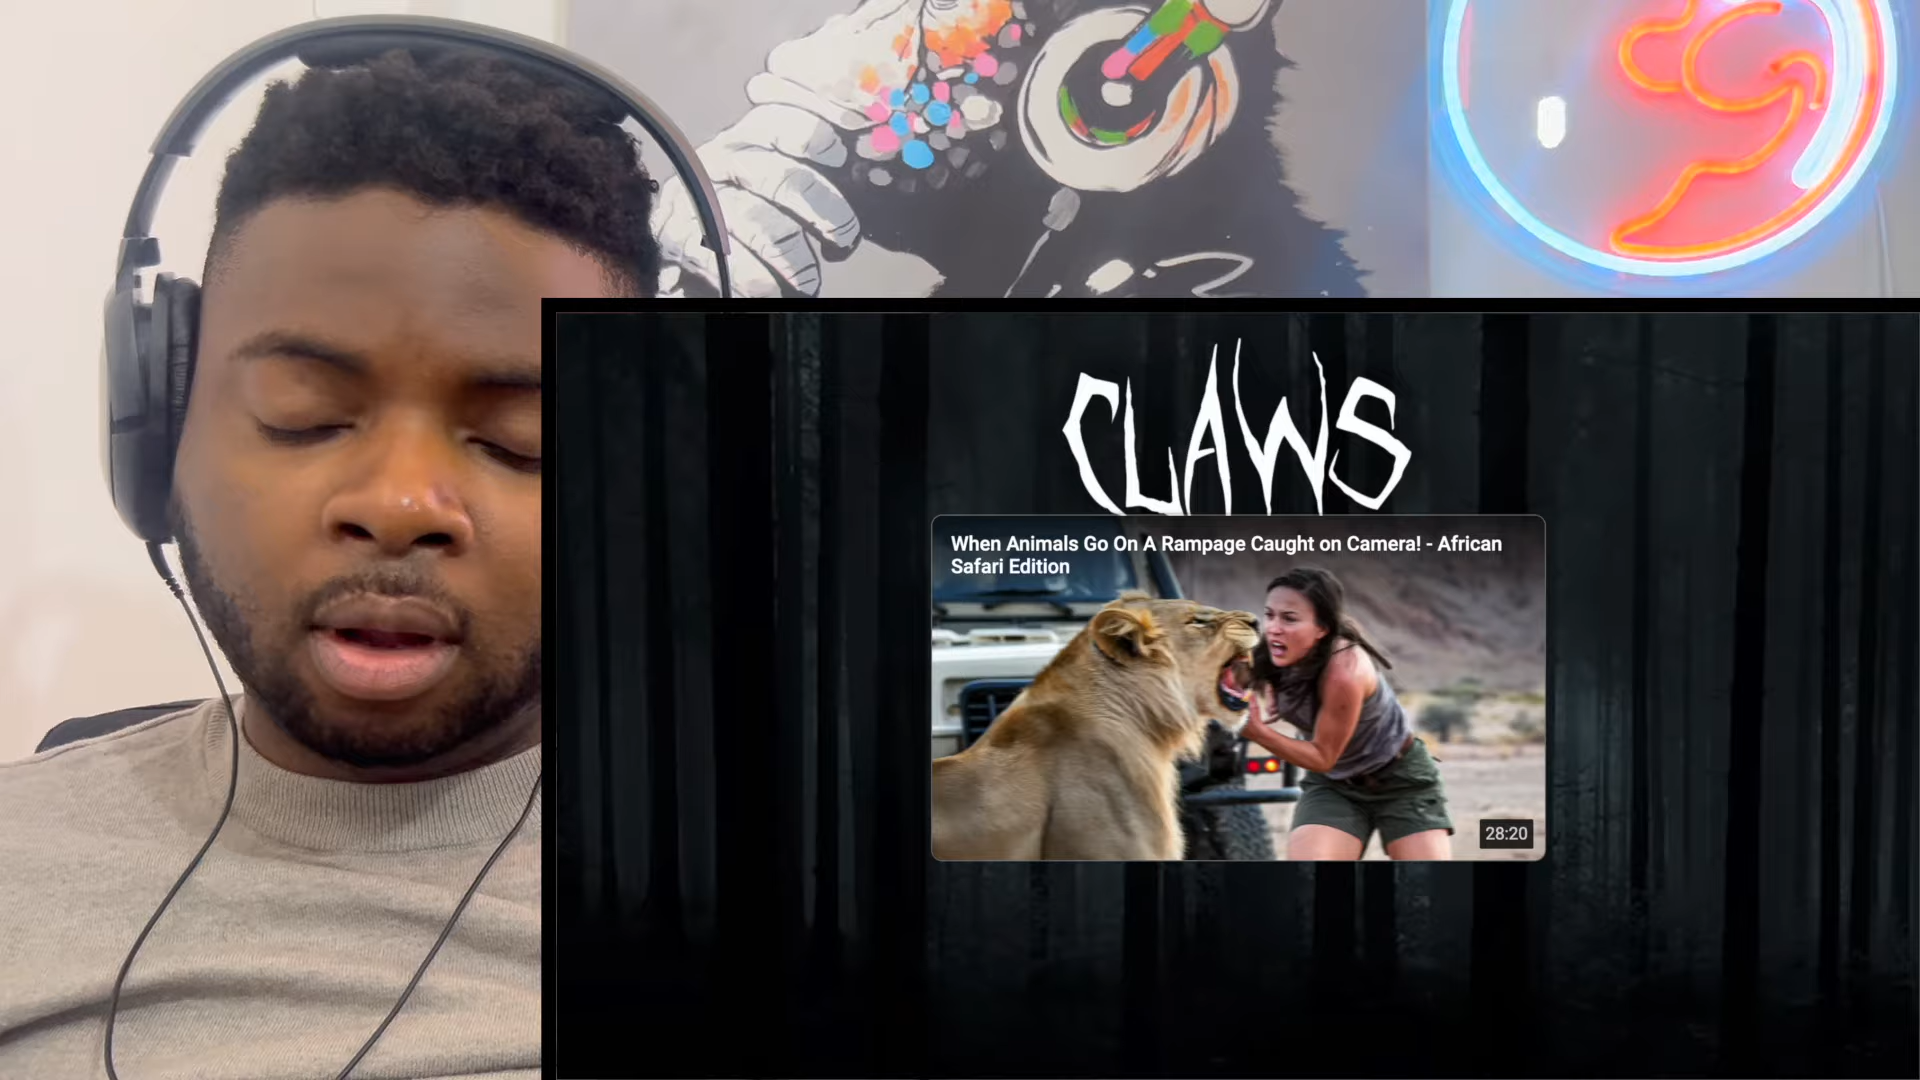 CLAWS
When Animals Go On A Rampage Caught on Camera! - African
Safari Edition
28:20